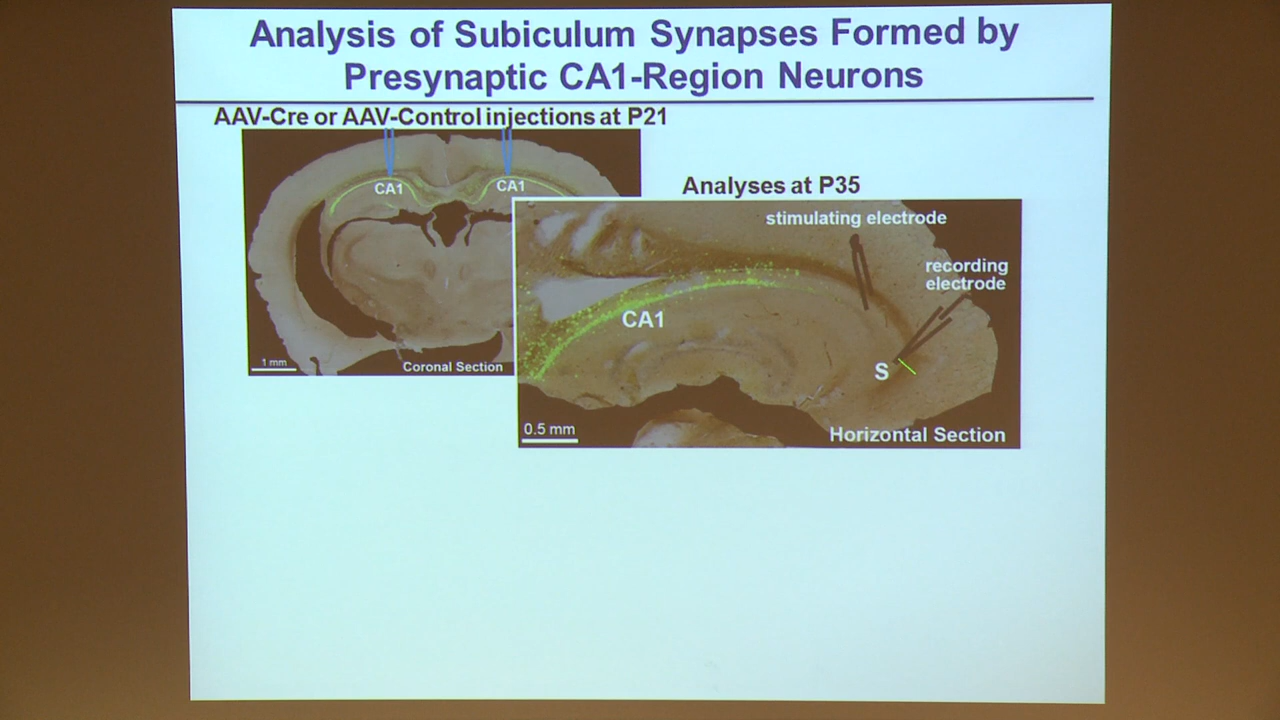 Analysis of Subiculum Synapses Formed by
Presynaptic CA1-Region Neurons
AAV-Cre or AAV-Control injections at P21
CA1
CA1
1 mm
Coronal Section
Analyses at P35
stimulating electrode
recording
electrode
CA1
S
0.5 mm
Horizontal Section